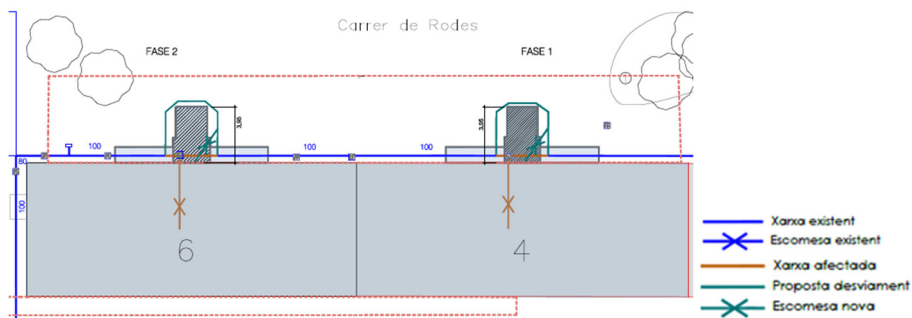 Carrer de Rodes
FASE 2
FASE 1
3,95
3,95
100
100
100
80
100
6
4
Xarxa existent
Escomesa existent
Xarxa afectada
Proposta desviament
Escomesa nova